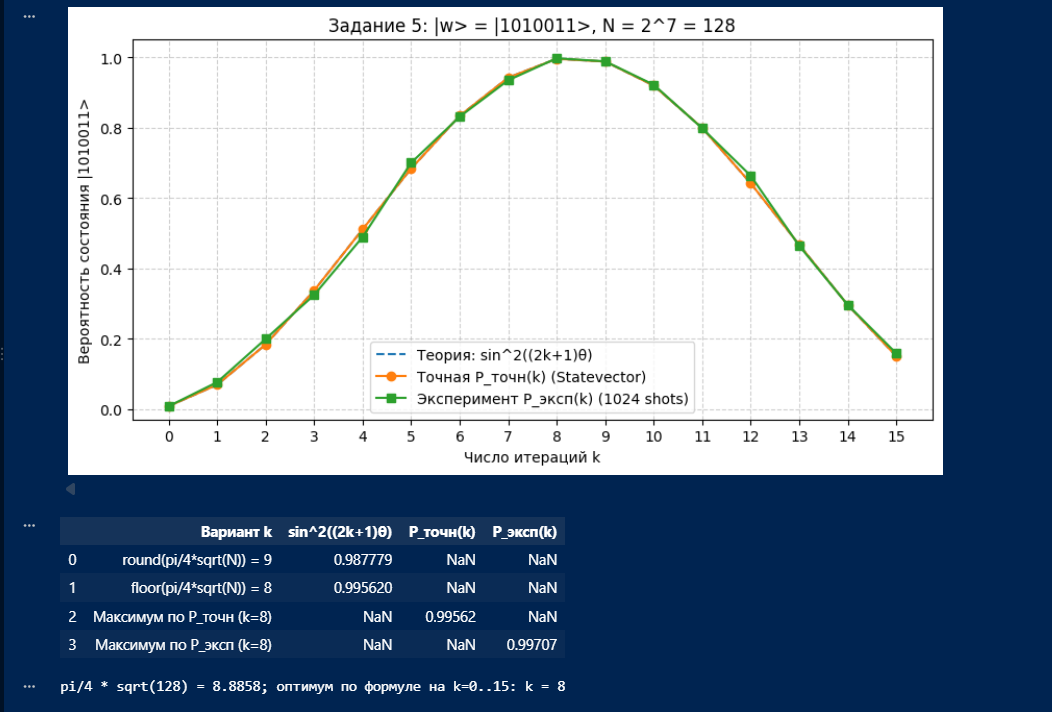 Задание 5: |w> = |1010011>, N = 2^7 = 128
Вероятность состояния |1010011>
1.0
0.8
0.6
0.4
0.2
0.0
Теория: sin^2((2k+1)θ)
Точная P_точн(k) (Statevector)
Эксперимент P_эксп(k) (1024 shots)
0 1 2 3 4 5 6 7 8 9 10 11 12 13 14 15
Число итераций k
Вариант k sin^2((2k+1)θ) P_точн(k) P_эксп(k)
0 round(pi/4*sqrt(N)) = 9 0.987779 NaN NaN
1 floor(pi/4*sqrt(N)) = 8 0.995620 NaN NaN
2 Максимум по P_точн (k=8) NaN 0.99562 NaN
3 Максимум по P_эксп (k=8) NaN NaN 0.99707
pi/4 * sqrt(128) = 8.8858; оптимум по формуле на k=0..15: k = 8